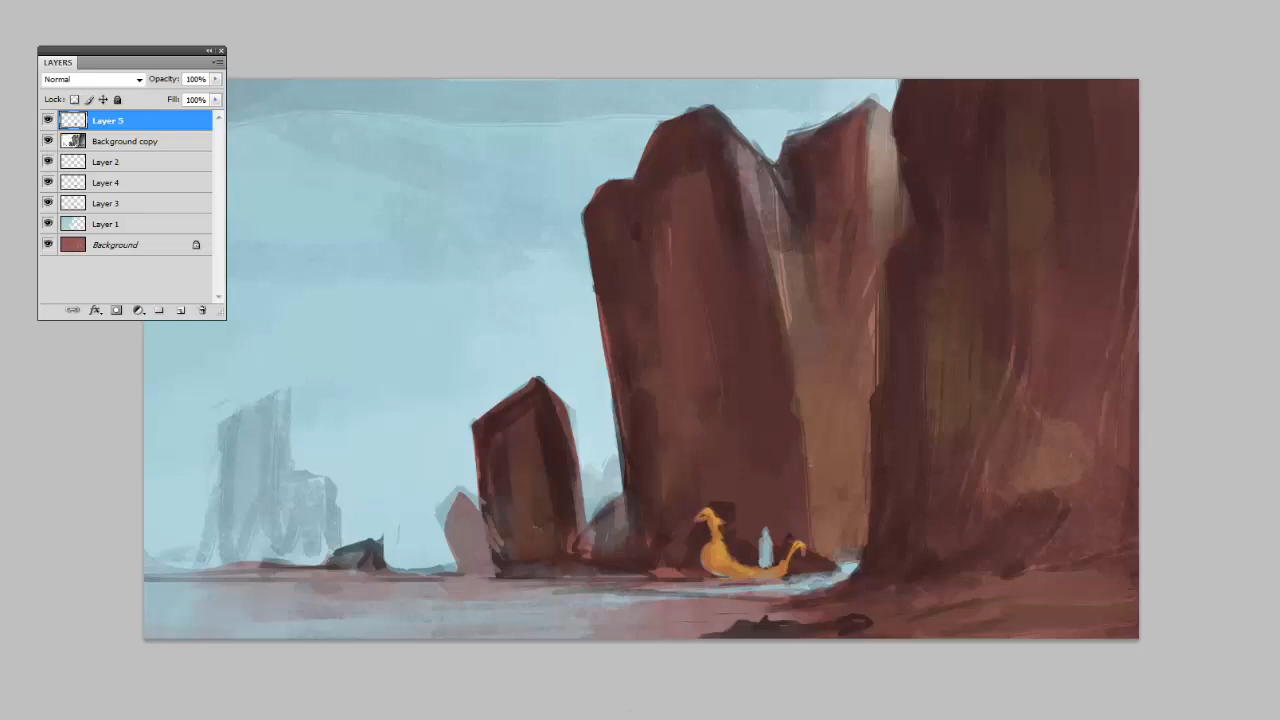 LAYERS
Normal Opacity: 100%
Lock: Fill: 100%
Layer 5
Background copy
Layer 2
Layer 4
Layer 3
Layer 1
Background
fx